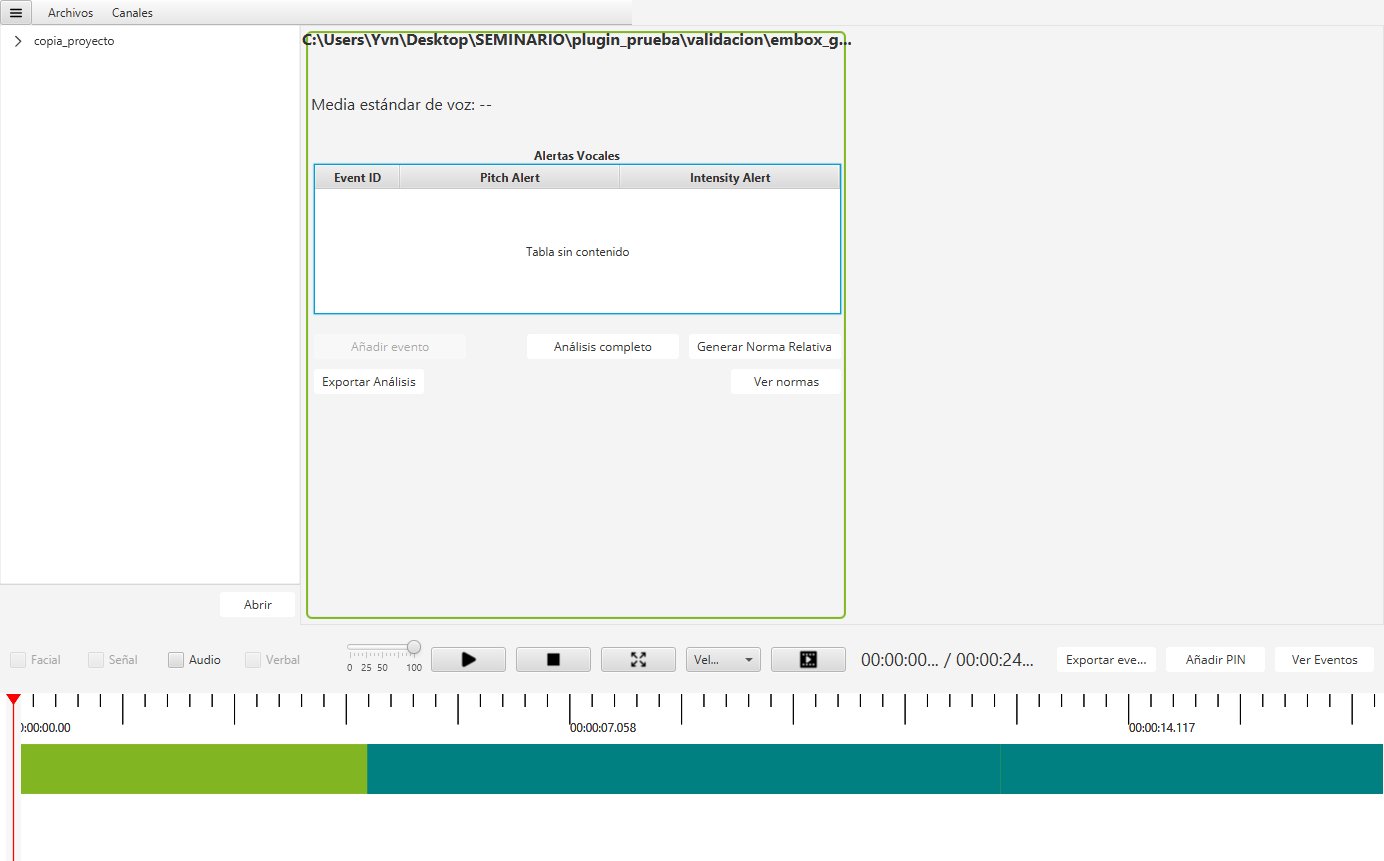 Archivos Canales
copia_proyecto
C:\Users\Yvn\Desktop\SEMINARIO\plugin_prueba\validacion\embox_g...
Media estándar de voz: --
Alertas Vocales
Event ID Pitch Alert Intensity Alert
Tabla sin contenido
Añadir evento Análisis completo Generar Norma Relativa
Exportar Análisis Ver normas
Abrir
Facial Señal Audio Verbal
0 25 50 100
Vel...
00:00:00... / 00:00:24...
Exportar eve... Añadir PIN Ver Eventos
):00:00.00 00:00:07.058 00:00:14.117